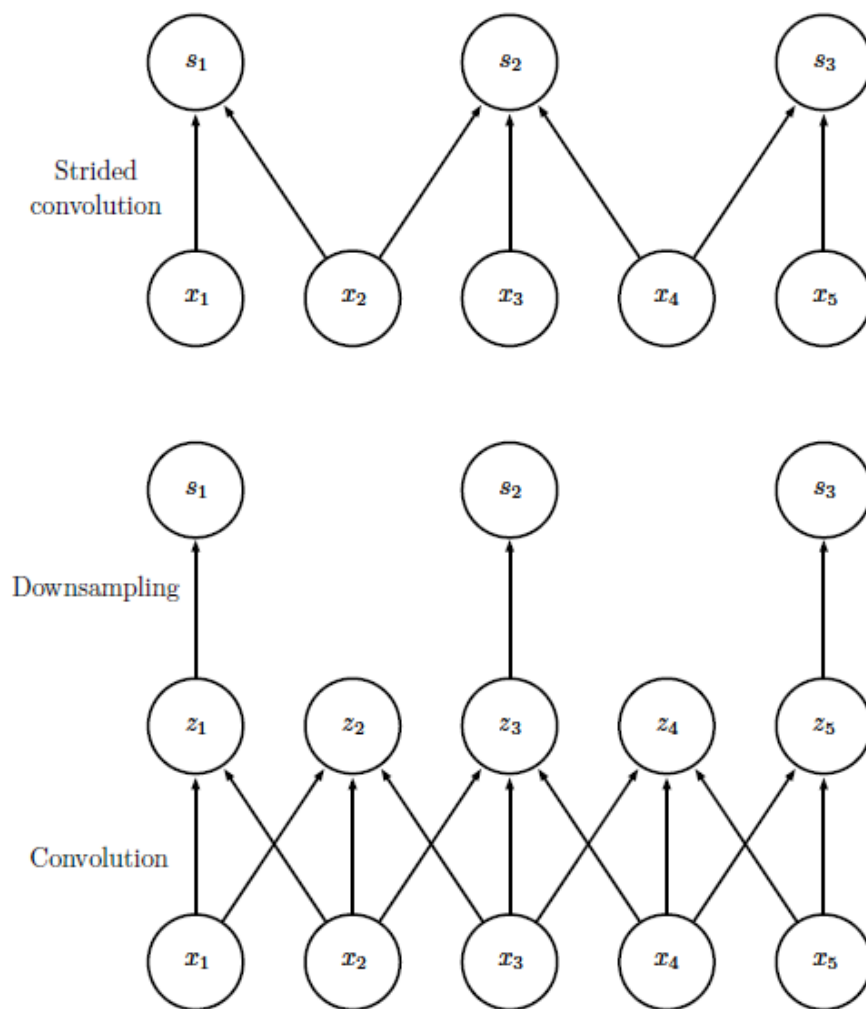 s₁ s₂ s₃
Strided
convolution
x₁ x₂ x₃ x₄ x₅
s₁ s₂ s₃
Downsampling
z₁ z₂ z₃ z₄ z₅
Convolution
x₁ x₂ x₃ x₄ x₅